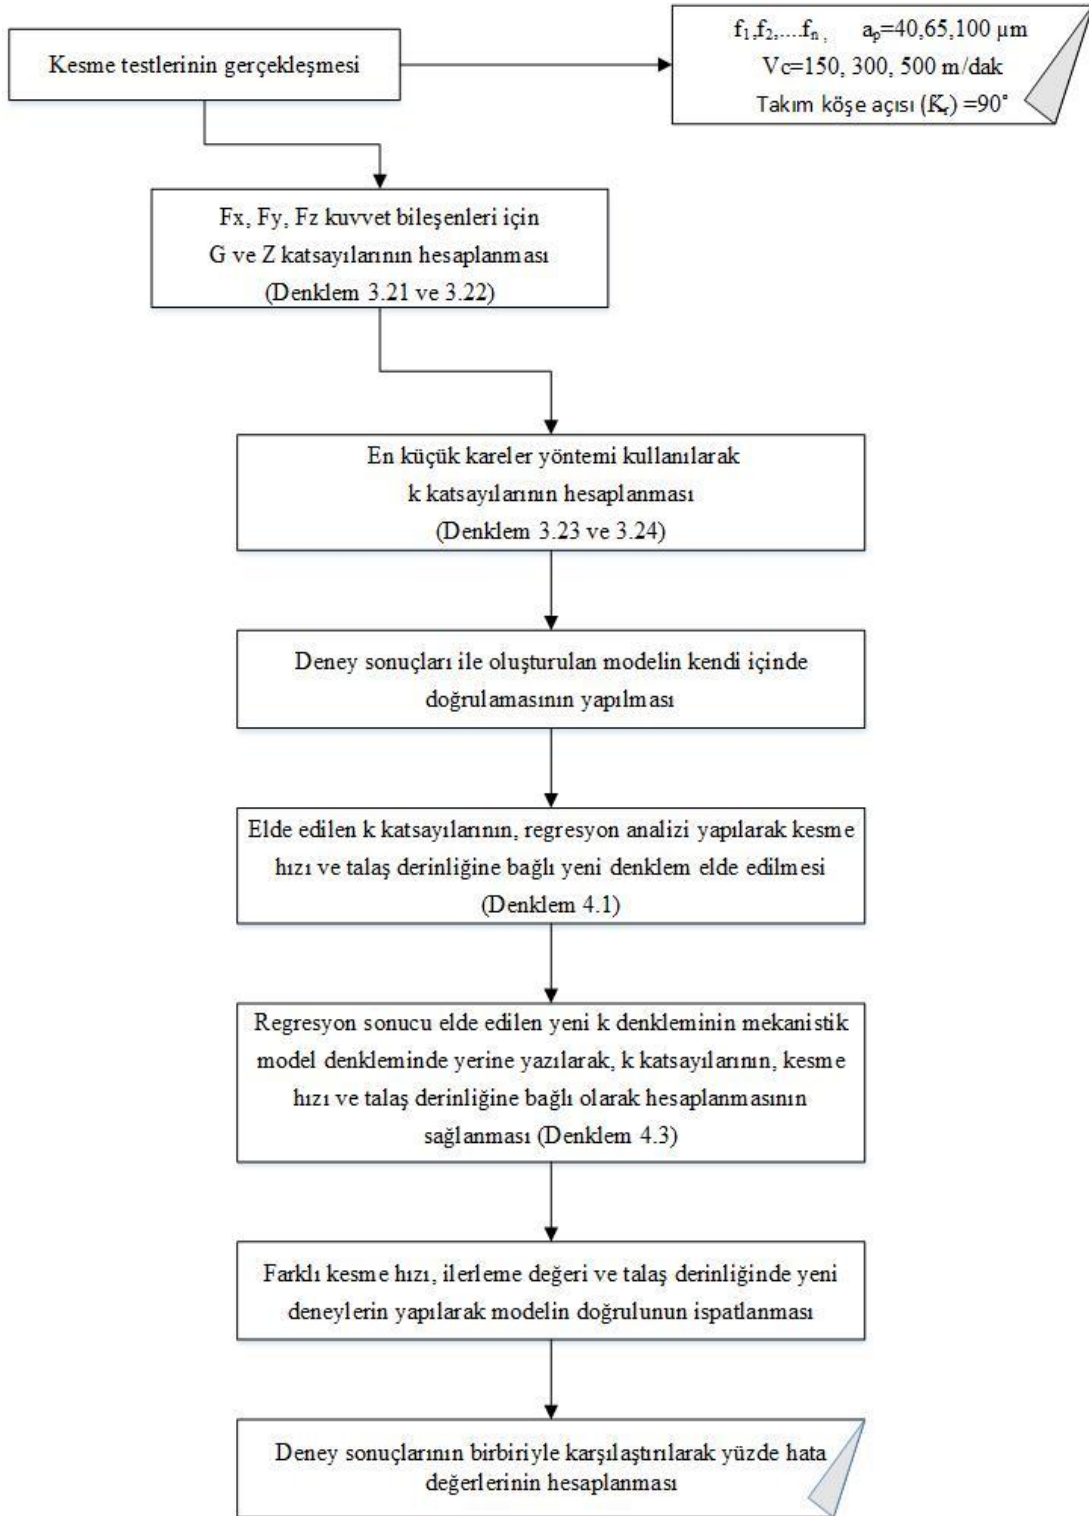 Kesme testlerinin gerçekleşmesi
f₁,f₂,....fₙ, aₚ=40,65,100 µm
Vc=150, 300, 500 m/dak
Takım köşe açısı (Kᵣ) =90°
Fx, Fy, Fz kuvvet bileşenleri için
G ve Z katsayılarının hesaplanması
(Denklem 3.21 ve 3.22)
En küçük kareler yöntemi kullanılarak
k katsayılarının hesaplanması
(Denklem 3.23 ve 3.24)
Deney sonuçları ile oluşturulan modelin kendi içinde
doğrulamasının yapılması
Elde edilen k katsayılarının, regresyon analizi yapılarak kesme
hızı ve talaş derinliğine bağlı yeni denklem elde edilmesi
(Denklem 4.1)
Regresyon sonucu elde edilen yeni k denkleminin mekanistik
model denkleminde yerine yazılarak, k katsayılarının, kesme
hızı ve talaş derinliğine bağlı olarak hesaplanmasının
sağlanması (Denklem 4.3)
Farklı kesme hızı, ilerleme değeri ve talaş derinliğinde yeni
deneylerin yapılarak modelin doğrulunun ispatlanması
Deney sonuçlarının birbiriyle karşılaştırılarak yüzde hata
değerlerinin hesaplanması